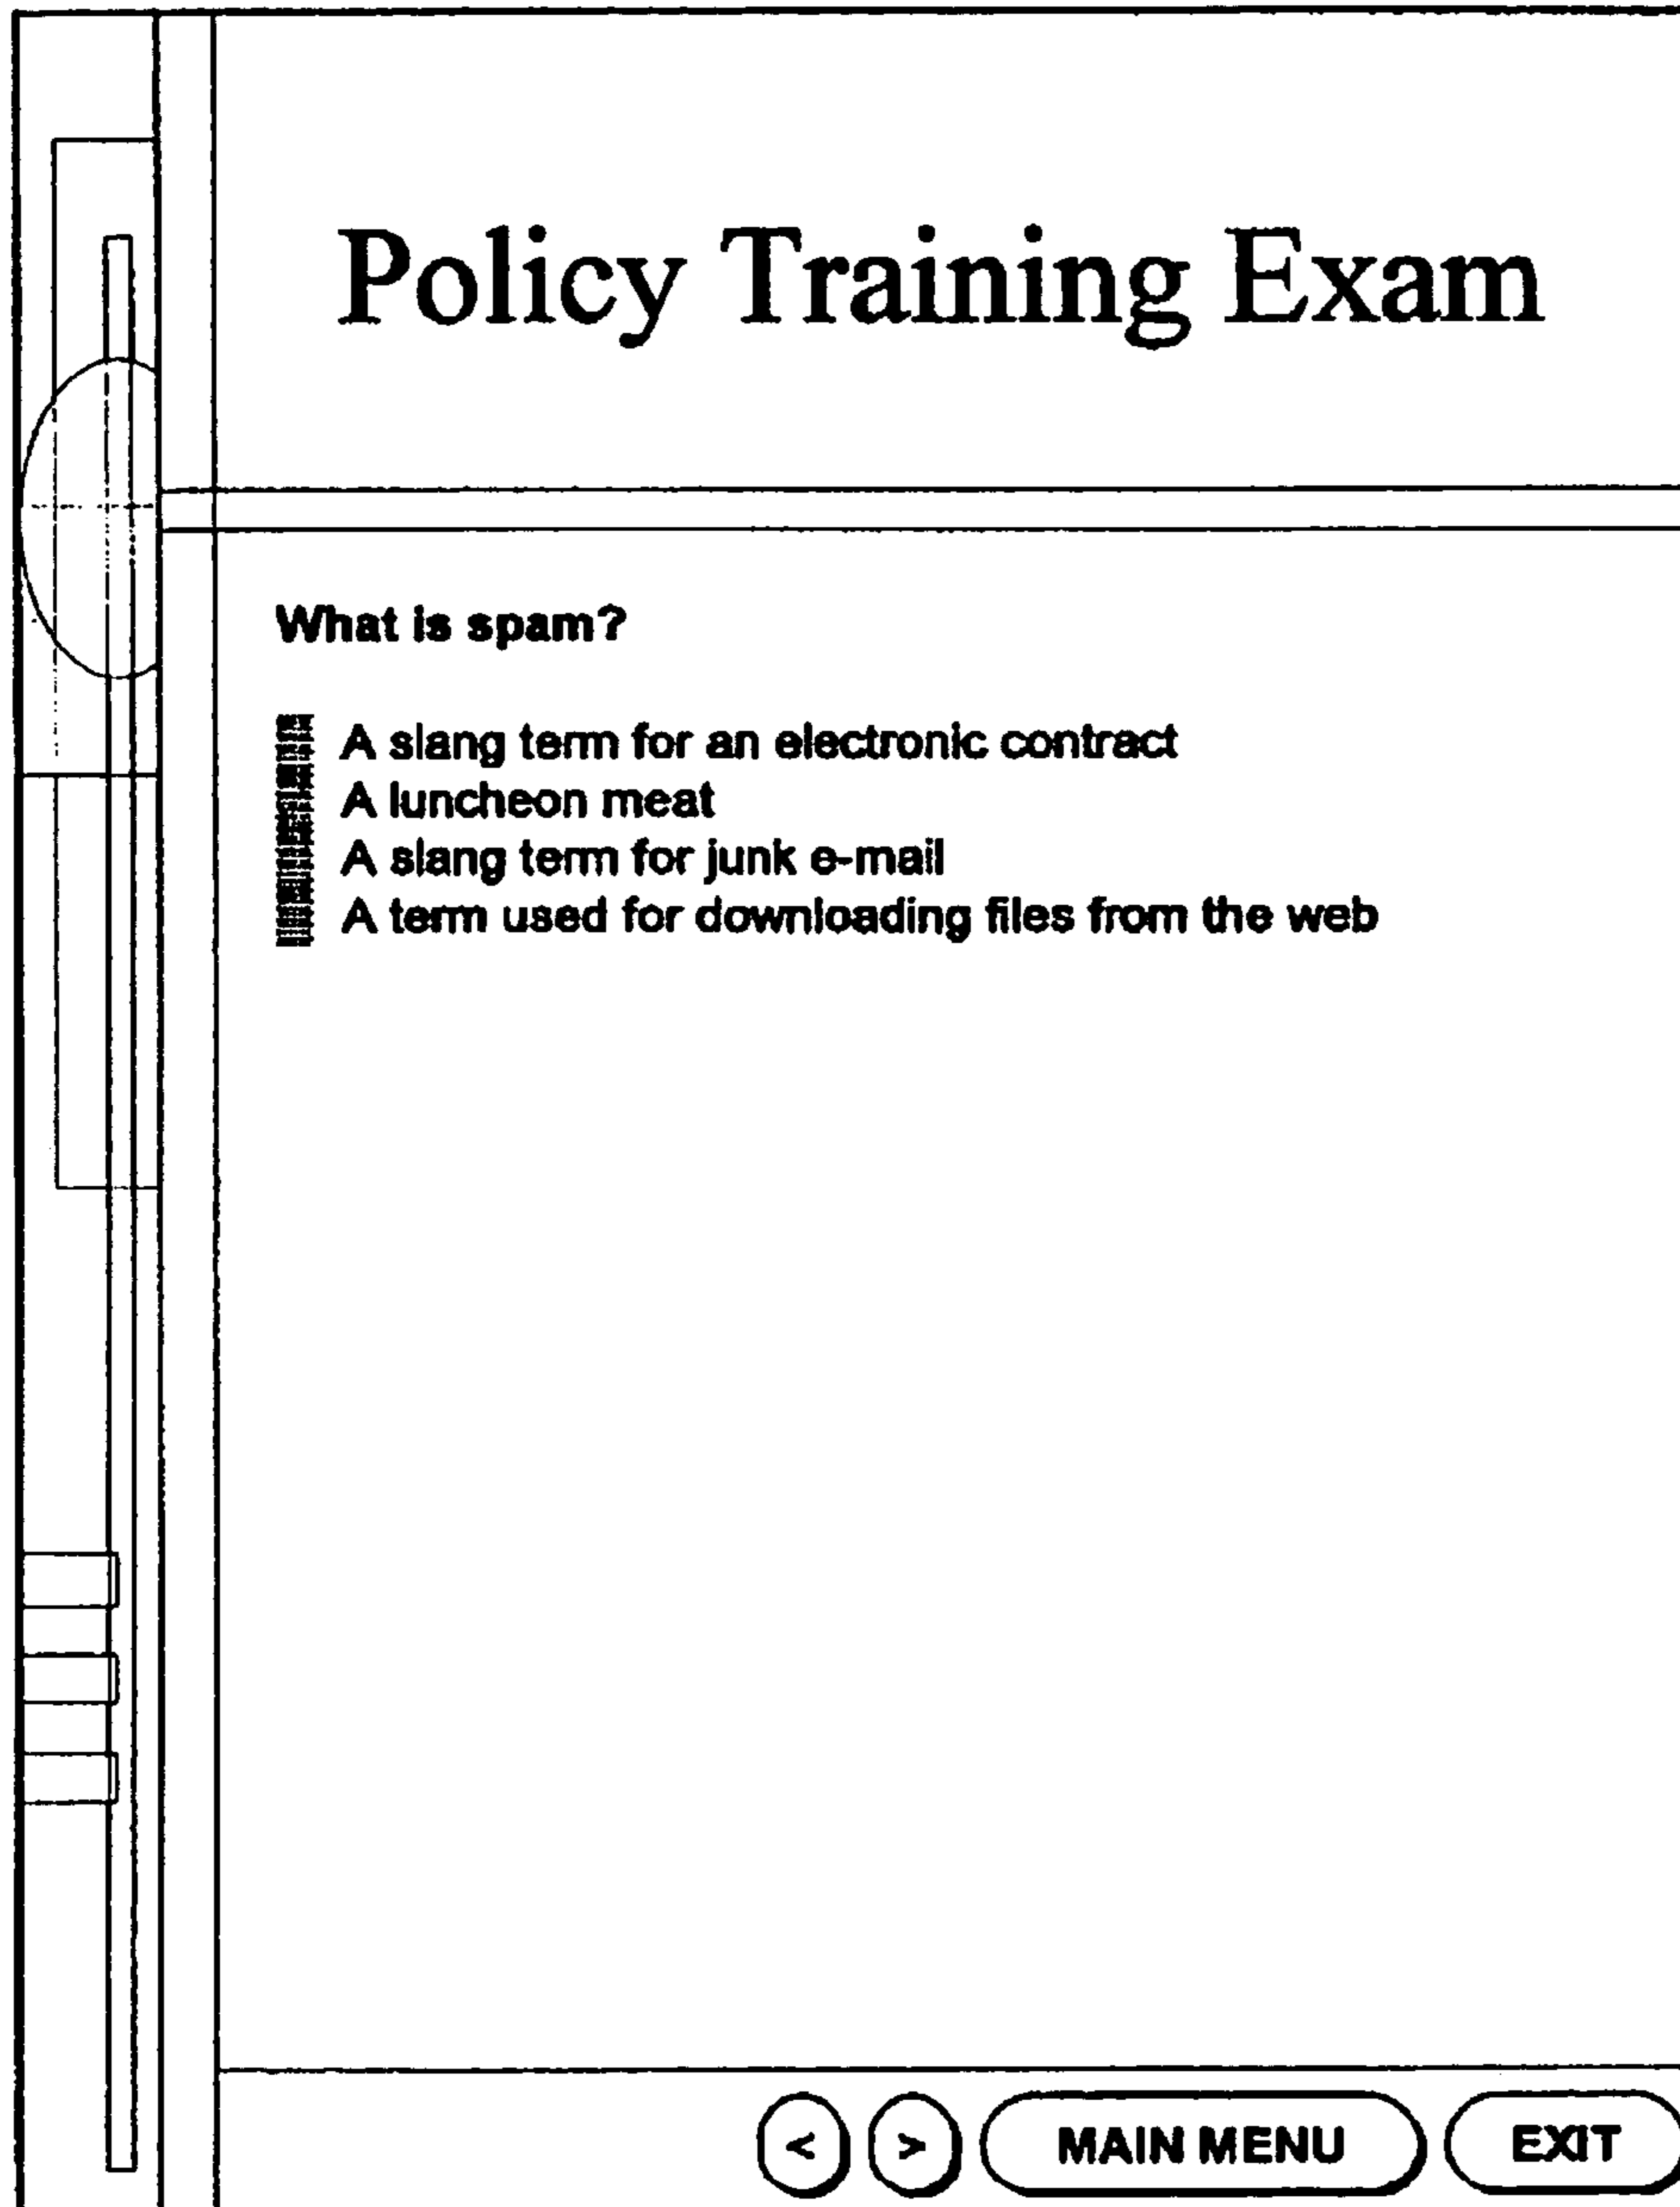 Policy Training Exam
What is spam?
A slang term for an electronic contract
A luncheon meat
A slang term for junk e-mail
A term used for downloading files from the web
< > MAIN MENU EXIT